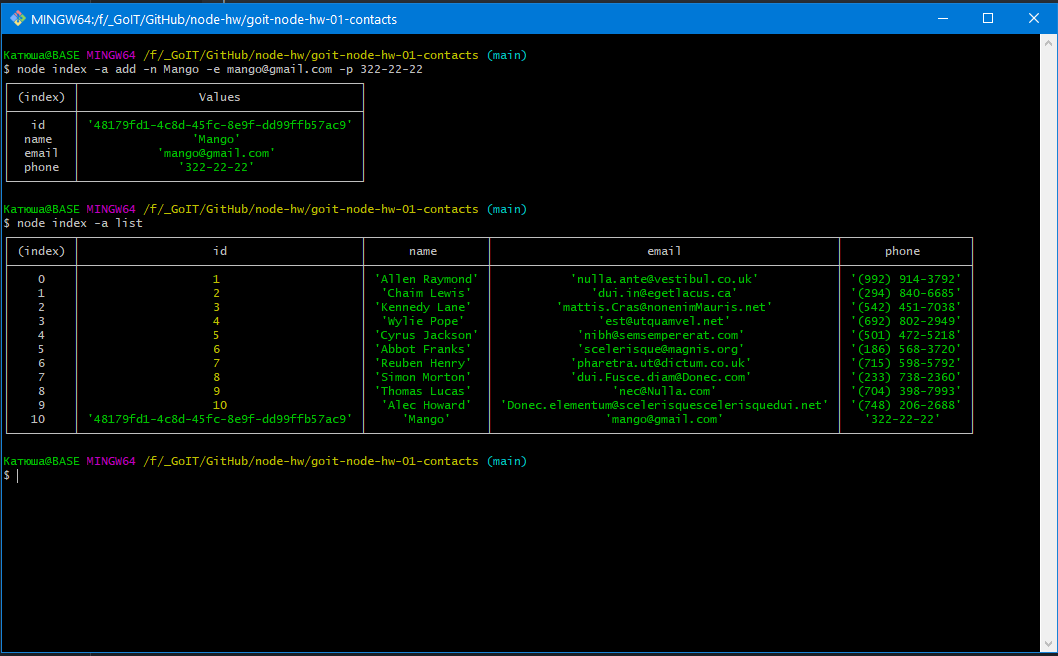 MINGW64:/f/_GoIT/GitHub/node-hw/goit-node-hw-01-contacts
Катюша@BASE MINGW64 /f/_GoIT/GitHub/node-hw/goit-node-hw-01-contacts (main)
$ node index -a add -n Mango -e mango@gmail.com -p 322-22-22
(index) Values
id '48179fd1-4c8d-45fc-8e9f-dd99ffb57ac9'
name 'Mango'
email 'mango@gmail.com'
phone '322-22-22'
Катюша@BASE MINGW64 /f/_GoIT/GitHub/node-hw/goit-node-hw-01-contacts (main)
$ node index -a list
(index) id name email phone
0 1 'Allen Raymond' 'nulla.ante@vestibul.co.uk' '(992) 914-3792'
1 2 'Chaim Lewis' 'dui.in@egetlacus.ca' '(294) 840-6685'
2 3 'Kennedy Lane' 'mattis.Cras@nonenimMauris.net' '(542) 451-7038'
3 4 'Wylie Pope' 'est@utquamvel.net' '(692) 802-2949'
4 5 'Cyrus Jackson' 'nibh@semsempererat.com' '(501) 472-5218'
5 6 'Abbot Franks' 'scelerisque@magnis.org' '(186) 568-3720'
6 7 'Reuben Henry' 'pharetra.ut@dictum.co.uk' '(715) 598-5792'
7 8 'Simon Morton' 'dui.Fusce.diam@Donec.com' '(233) 738-2360'
8 9 'Thomas Lucas' 'nec@Nulla.com' '(704) 398-7993'
9 10 'Alec Howard' 'Donec.elementum@scelerisquescelerisquedui.net' '(748) 206-2688'
10 '48179fd1-4c8d-45fc-8e9f-dd99ffb57ac9' 'Mango' 'mango@gmail.com' '322-22-22'
Катюша@BASE MINGW64 /f/_GoIT/GitHub/node-hw/goit-node-hw-01-contacts (main)
$